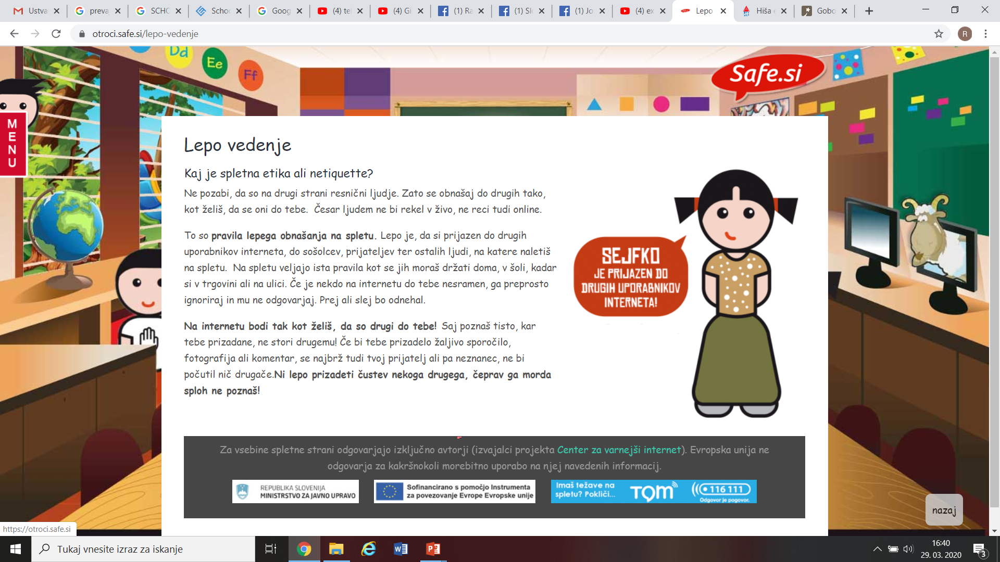 Ustva
preva
SCHO
Schoo
Goog
(4) tel
(4) Gi
(1) Ra
(1) Slo
(1) Jo
(4) ex
Lepo
Hiša e
Gobo
otroci.safe.si/lepo-vedenje
R
Dd
Ee
Ff
Safe.si
MENU
Lepo vedenje
Kaj je spletna etika ali netiquette?
Ne pozabi, da so na drugi strani resnični ljudje. Zato se obnašaj do drugih tako,
kot želiš, da se oni do tebe. Česar ljudem ne bi rekel v živo, ne reci tudi online.
To so pravila lepega obnašanja na spletu. Lepo je, da si prijazen do drugih
uporabnikov interneta, do sošolcev, prijateljev ter ostalih ljudi, na katere naletiš
na spletu. Na spletu veljajo ista pravila kot se jih moraš držati doma, v šoli, kadar
si v trgovini ali na ulici. Če je nekdo na internetu do tebe nesramen, ga preprosto
ignoriraj in mu ne odgovarjaj. Prej ali slej bo odnehal.
Na internetu bodi tak kot želiš, da so drugi do tebe! Saj poznaš tisto, kar
tebe prizadane, ne stori drugemu! Če bi tebe prizadelo žaljivo sporočilo,
fotografija ali komentar, se najbrž tudi tvoj prijatelj ali pa neznanec, ne bi
počutil nič drugače.Ni lepo prizadeti čustev nekoga drugega, čeprav ga morda
sploh ne poznaš!
SEJFKO
JE PRIJAZEN DO
DRUGIH UPORABNIKOV
INTERNETA!
Za vsebine spletne strani odgovarjajo izključno avtorji (izvajalci projekta Center za varnejši internet). Evropska unija ne
odgovarja za kakršnokoli morebitno uporabo na njej navedenih informacij.
REPUBLIKA SLOVENIJA
MINISTRSTVO ZA JAVNO UPRAVO
Sofinancirano s pomočjo Instrumenta
za povezovanje Evrope Evropske unije
Imaš težave na
spletu? Pokliči...
TOM
116 111
Odgovor je pogovor.
nazaj
https://otroci.safe.si
Tukaj vnesite izraz za iskanje
16:40
29. 03. 2020
3